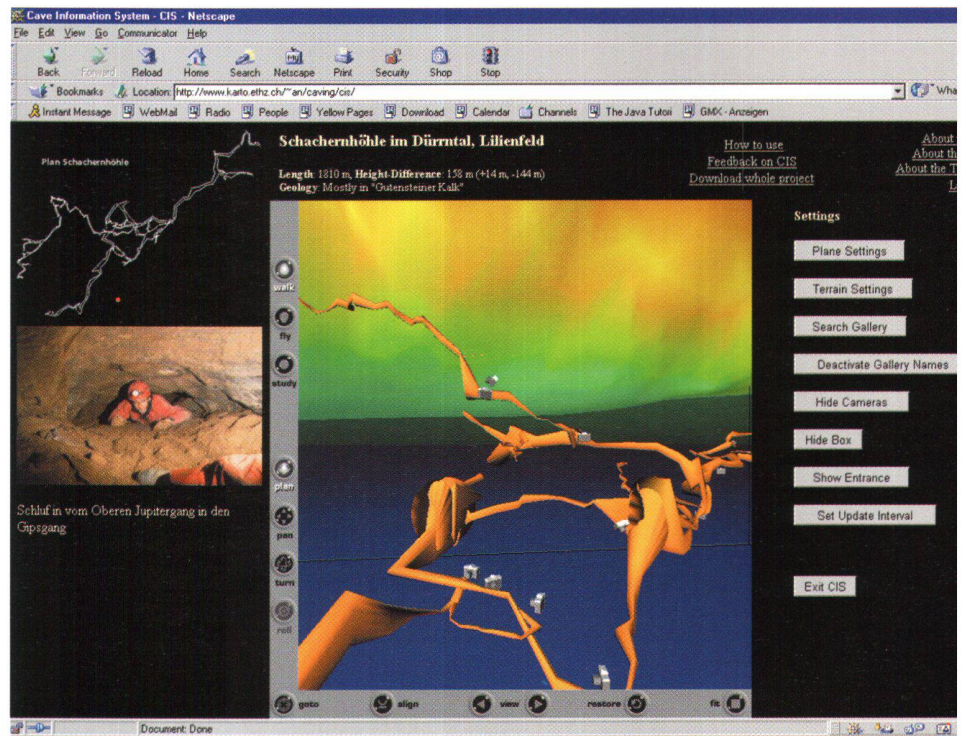 Cave Information System - CIS - Netscape
File Edit View Go Communicator Help
Back Forward Reload Home Search Netscape Print Security Shop Stop
Bookmarks Location: http://www.karto.ethz.ch/~an/caving/cis/
Instant Message WebMail Radio People Yellow Pages Download Calendar Channels The Java Tutori GMX - Anzeigen
Plan Schachernhöhle
Schachernhöhle im Dürrntal, Lilienfeld
Length: 1810 m, Height-Difference: 158 m (+14 m, -144 m)
Geology: Mostly in "Gutensteiner Kalk"
How to use
Feedback on CIS
Download whole project
About
About th
About the T
Schluf in vom Oberen Jupitergang in den
Gipsgang
walk
fly
study
plan
pan
turn
roll
goto align view restore fit
Settings
Plane Settings
Terrain Settings
Search Gallery
Deactivate Gallery Names
Hide Cameras
Hide Box
Show Entrance
Set Update Interval
Exit CIS
Document: Done